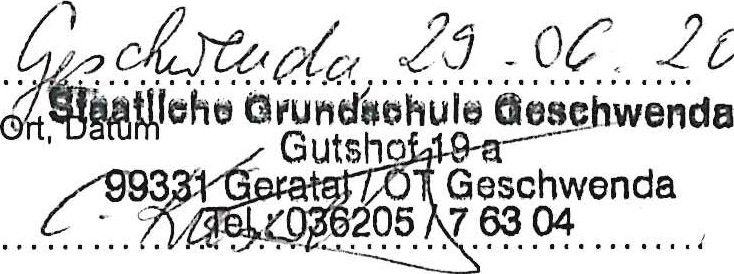 Geschwenda, 29.06.20
Staatliche Grundschule Geschwenda
Ort, Datum
Gutshof 19 a
99331 Geratal / OT Geschwenda
Tel. 036205 / 7 63 04